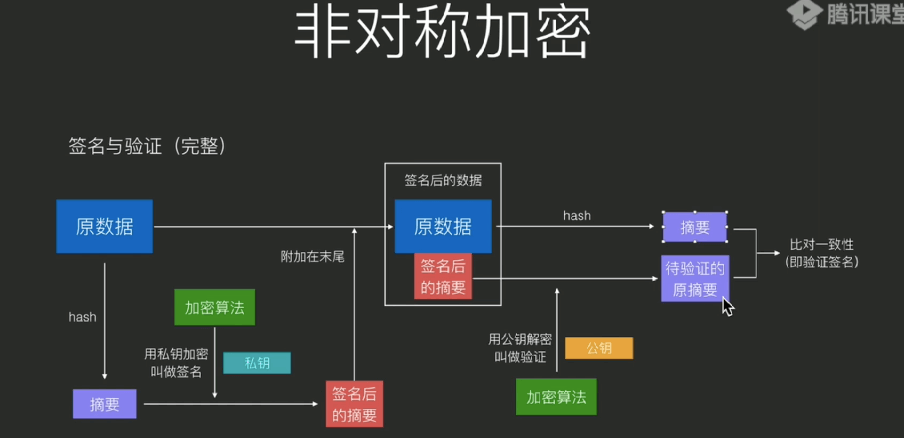 非对称加密
腾讯课堂
签名与验证（完整）
签名后的数据
原数据
原数据
hash
摘要
附加在末尾
签名后
的摘要
待验证的
原摘要
比对一致性
(即验证签名)
hash
加密算法
用私钥加密
叫做签名
私钥
用公钥解密
叫做验证
公钥
摘要
签名后
的摘要
加密算法